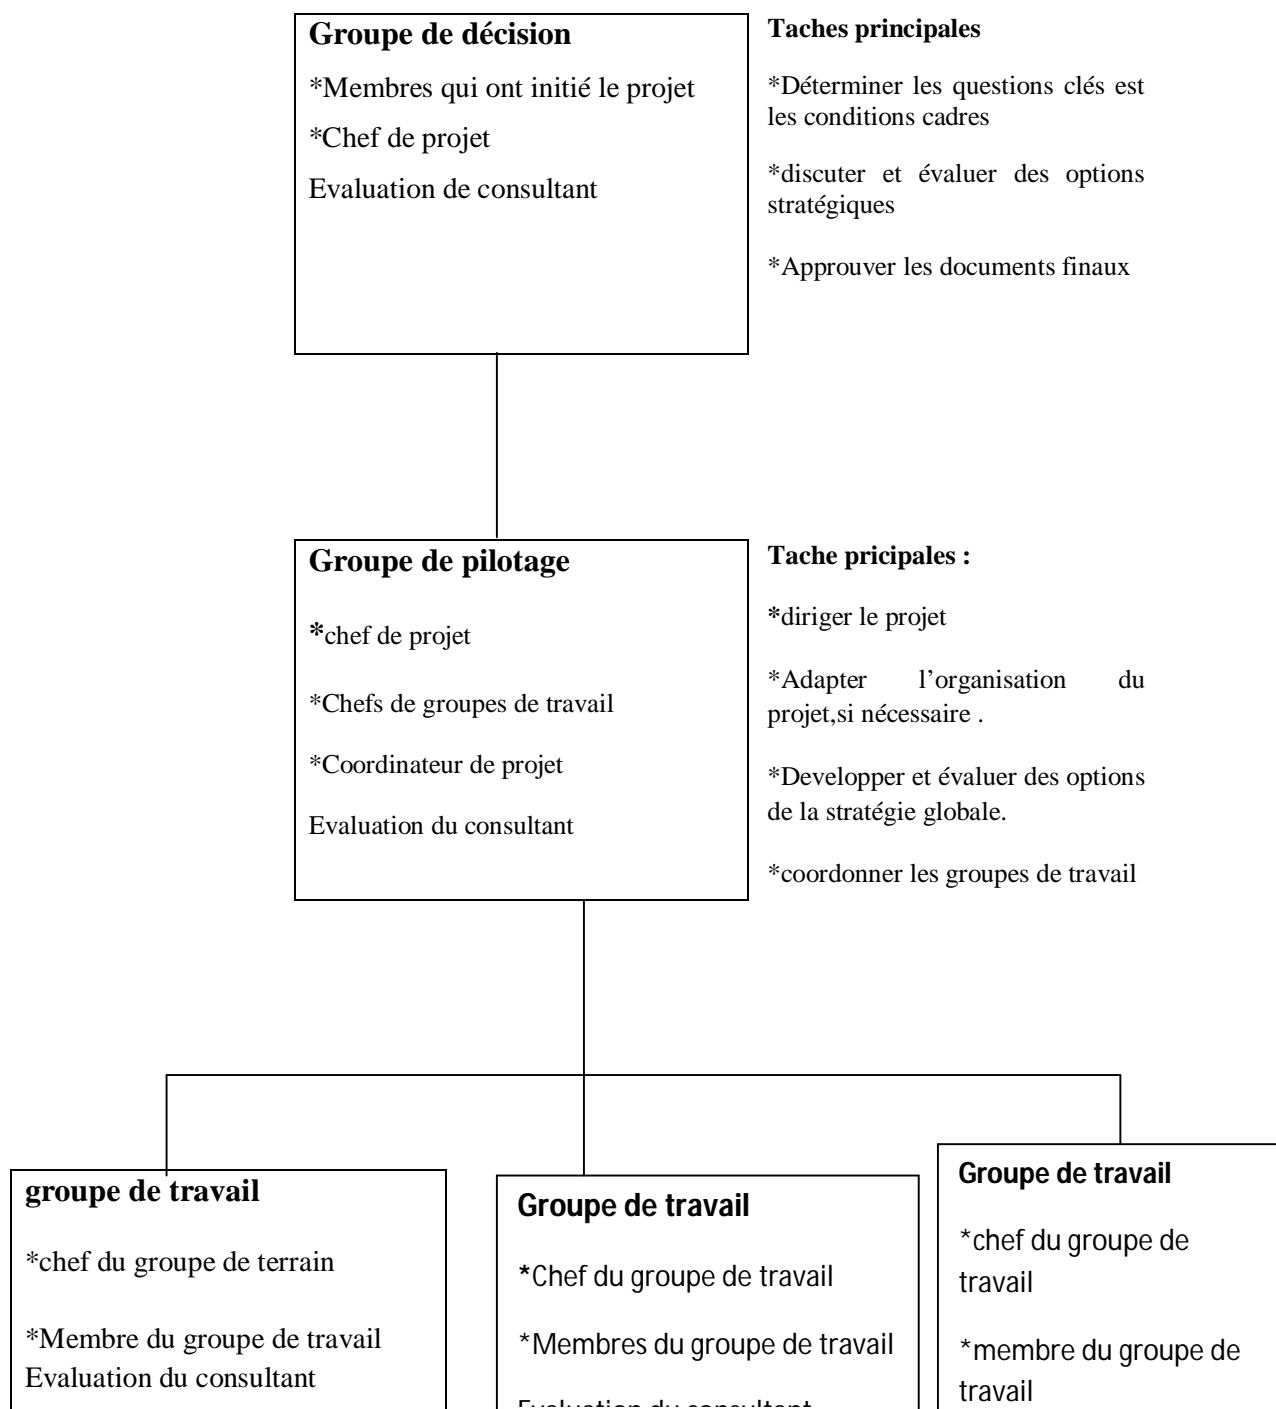 Groupe de décision
*Membres qui ont initié le projet
*Chef de projet
Evaluation de consultant
Taches principales
*Déterminer les questions clés est
les conditions cadres
*discuter et évaluer des options
stratégiques
*Approuver les documents finaux
Groupe de pilotage
*chef de projet
*Chefs de groupes de travail
*Coordinateur de projet
Evaluation du consultant
Tache pricipales :
*diriger le projet
*Adapter l’organisation du
projet,si nécessaire .
*Developper et évaluer des options
de la stratégie globale.
*coordonner les groupes de travail
groupe de travail
*chef du groupe de terrain
*Membre du groupe de travail
Evaluation du consultant
Groupe de travail
*Chef du groupe de travail
*Membres du groupe de travail
Evaluation du consultant
Groupe de travail
*chef du groupe de
travail
*membre du groupe de
travail